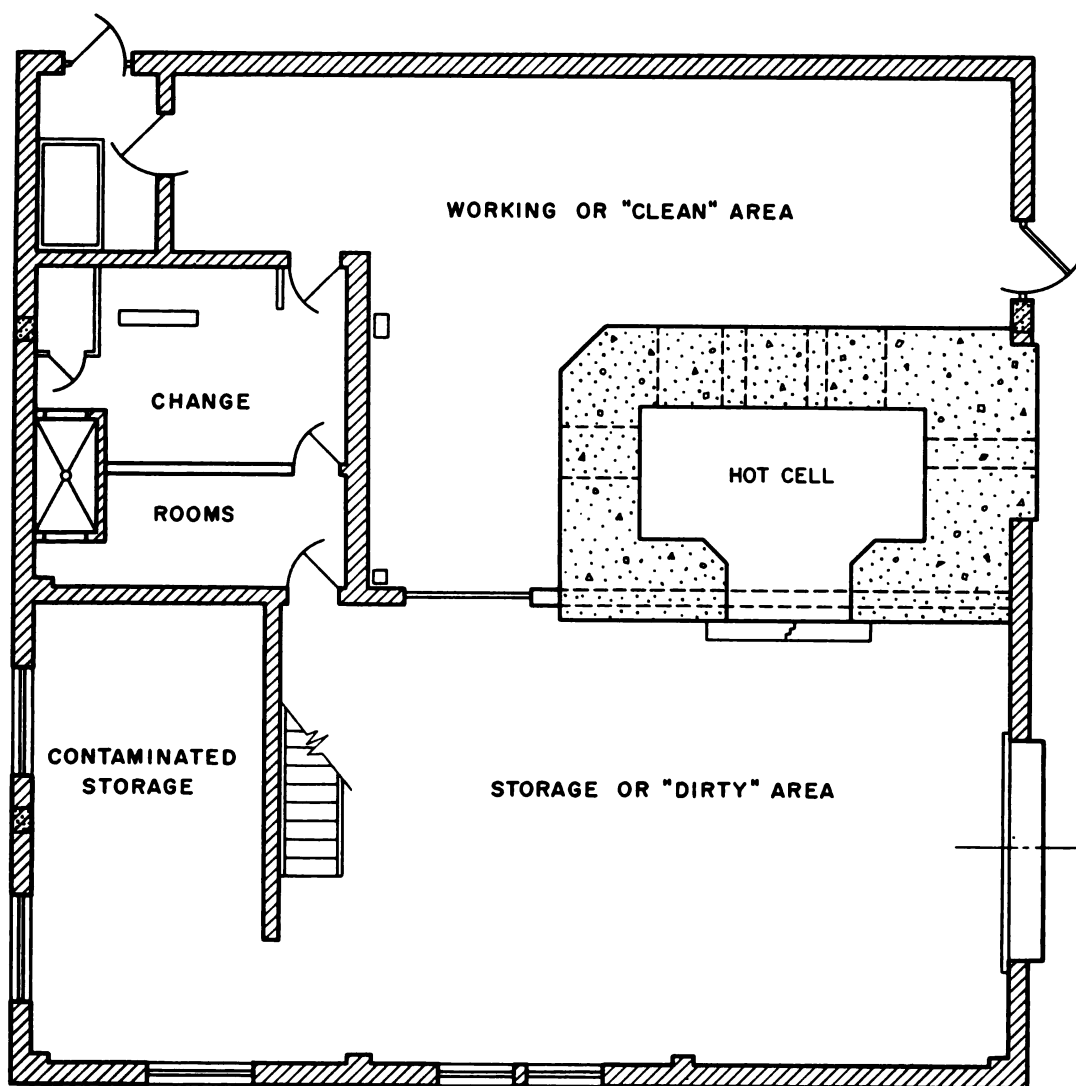 WORKING OR "CLEAN" AREA
CHANGE
ROOMS
HOT CELL
CONTAMINATED
STORAGE
STORAGE OR "DIRTY" AREA